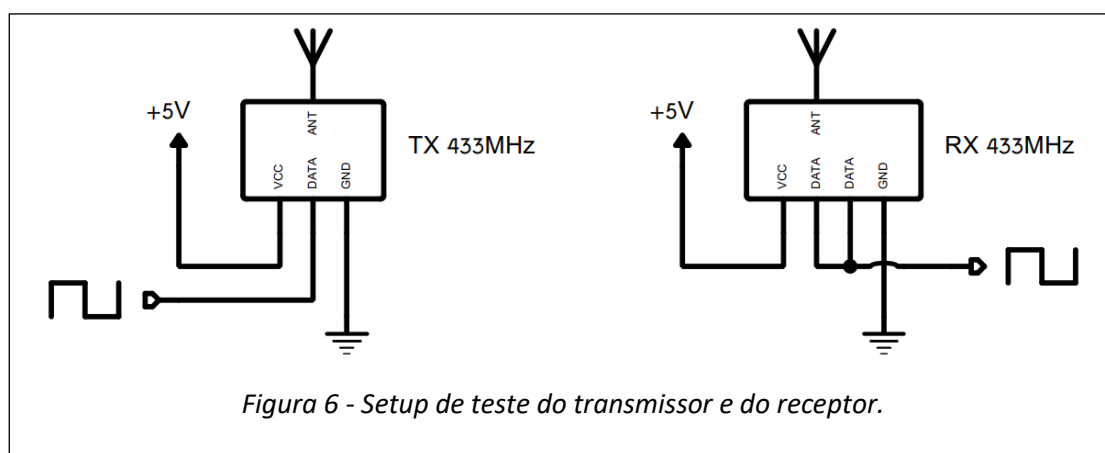 +5V
ANT
VCC
DATA
GND
TX 433MHz
+5V
ANT
VCC
DATA
DATA
GND
RX 433MHz
Figura 6 - Setup de teste do transmissor e do receptor.